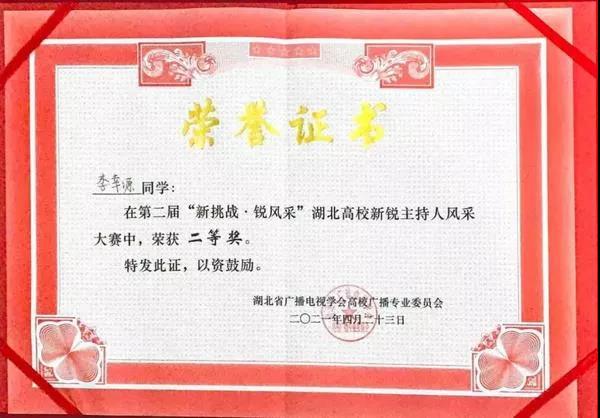 荣誉证书
李幸源同学：
在第二届“新挑战·锐风采”湖北高校新锐主持人风采
大赛中，荣获 二等奖。
特发此证，以资鼓励。
湖北省广播电视学会高校广播专业委员会
二〇二一年四月二十三日